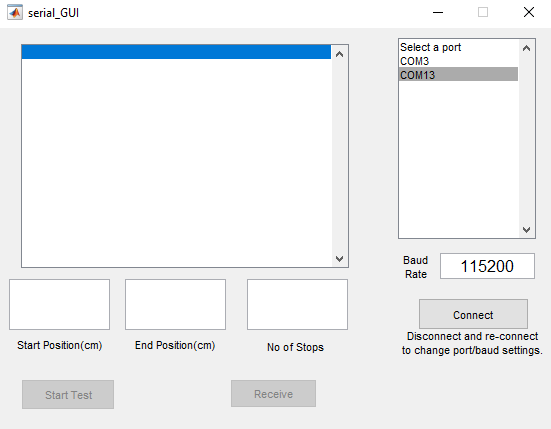 serial_GUI
Select a port
COM3
COM13
Baud
Rate
115200
Connect
Disconnect and re-connect
to change port/baud settings.
Start Position(cm)
End Position(cm)
No of Stops
Start Test
Receive